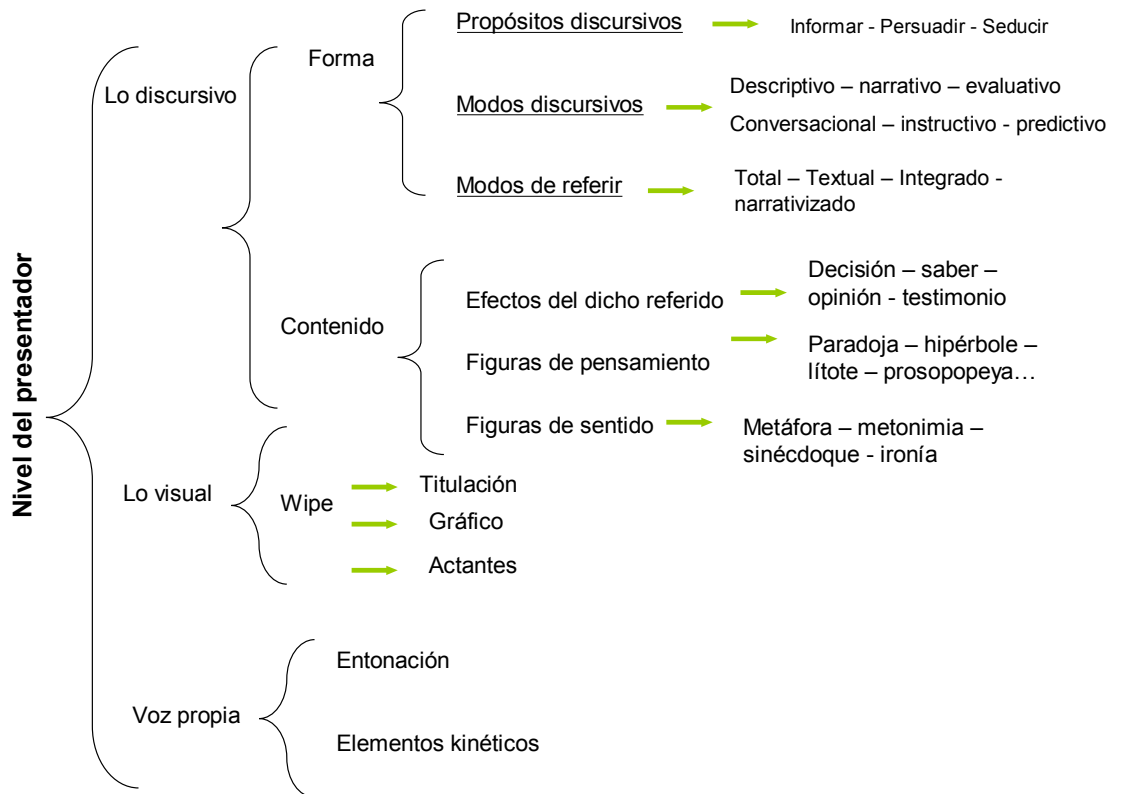 Nivel del presentador
Lo discursivo
Forma
Propósitos discursivos
Informar - Persuadir - Seducir
Modos discursivos
Descriptivo – narrativo – evaluativo
Conversacional – instructivo - predictivo
Modos de referir
Total – Textual – Integrado -
narrativizado
Contenido
Efectos del dicho referido
Decisión – saber –
opinión - testimonio
Figuras de pensamiento
Paradoja – hipérbole –
lítote – prosopopeya…
Figuras de sentido
Metáfora – metonimia –
sinécdoque - ironía
Lo visual
Wipe
Titulación
Gráfico
Actantes
Voz propia
Entonación
Elementos kinéticos